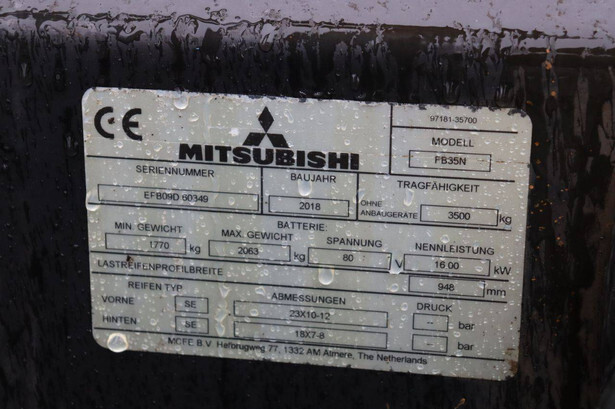 CE
97181-35700
MITSUBISHI
MODELL
FB35N
SERIENNUMMER
BAUJAHR
TRAGFÄHIGKEIT
EFB09D 60349
2018
OHNE ANBAUGERÄTE
3500 kg
BATTERIE:
MIN. GEWICHT
MAX. GEWICHT
SPANNUNG
NENNLEISTUNG
1770 kg
2063 kg
80 V
16.00 kW
LASTREIFENPROFILBREITE
948 mm
REIFEN TYP
ABMESSUNGEN
DRUCK
VORNE
SE
23X10-12
-- bar
HINTEN
SE
18X7-8
-- bar
MCFE B.V. Hefbrugweg 77, 1332 AM Almere, The Netherlands